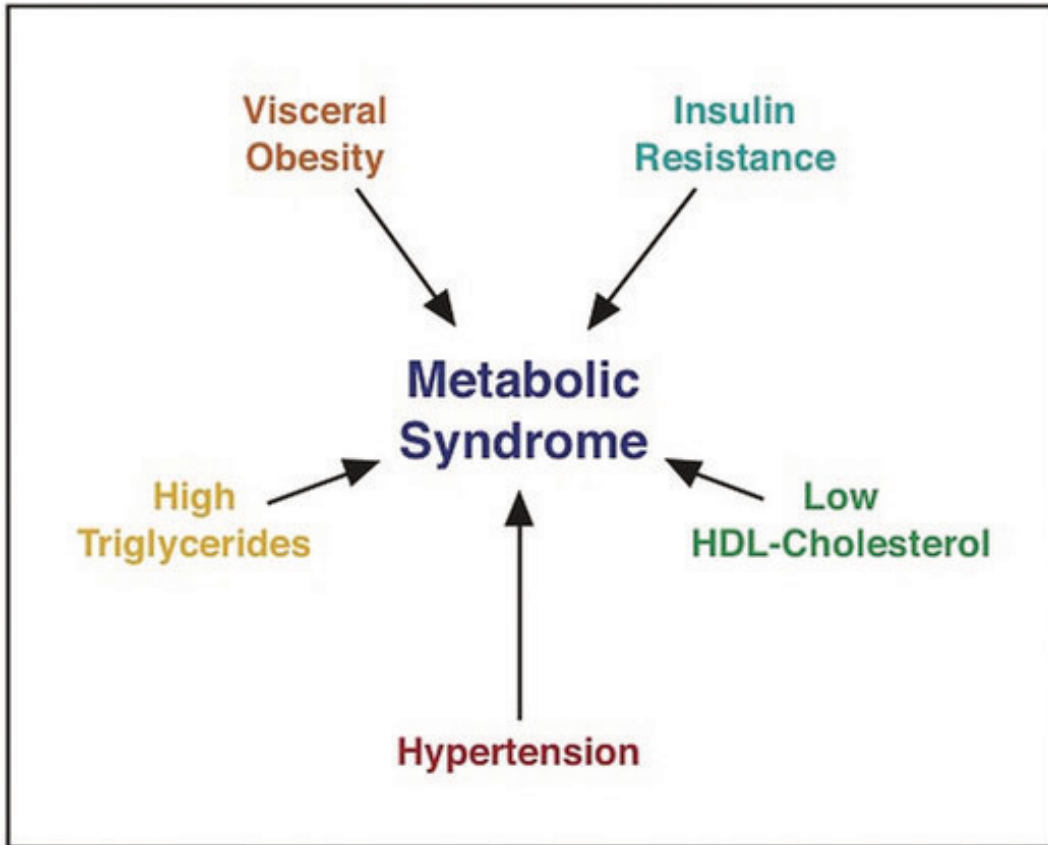 Visceral
Obesity
Insulin
Resistance
Metabolic
Syndrome
High
Triglycerides
Low
HDL-Cholesterol
Hypertension